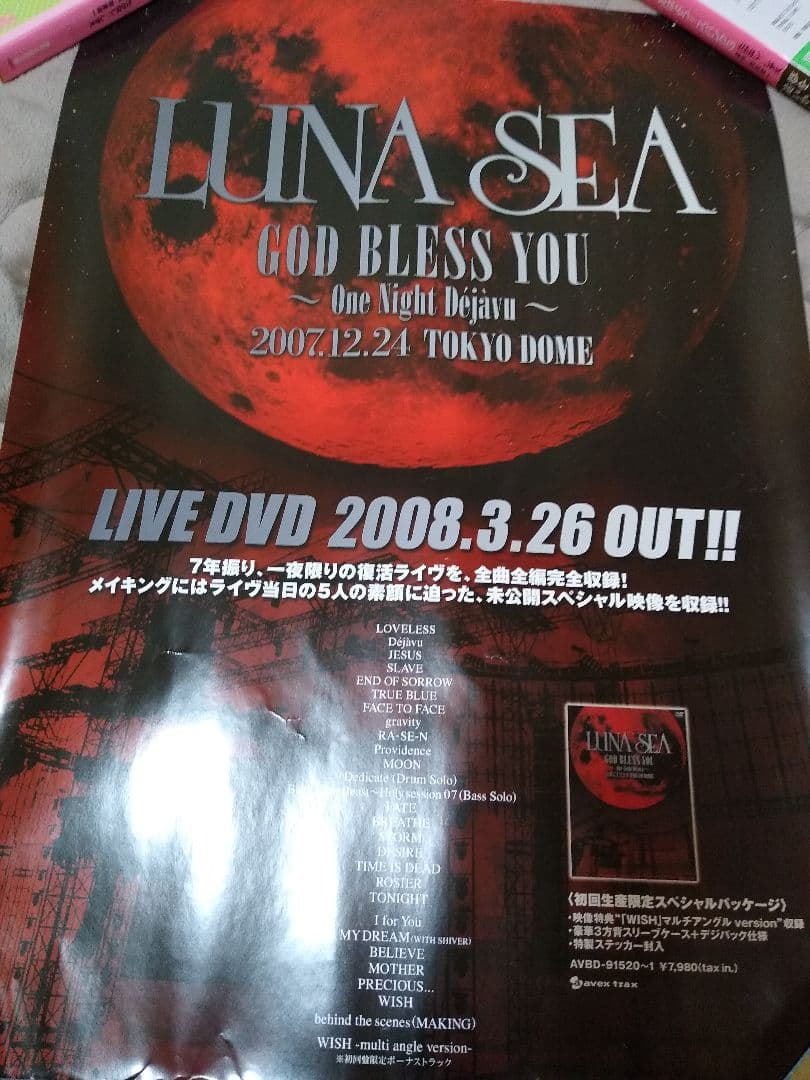 LUNA SEA
GOD BLESS YOU
～ One Night Déjàvu ～
2007.12.24 TOKYO DOME
LIVE DVD 2008.3.26 OUT!!
7年振り、一夜限りの復活ライヴを、全曲全編完全収録!
メイキングにはライヴ当日の5人の素顔に迫った、未公開スペシャル映像を収録!!
LOVELESS
Déjàvu
JESUS
SLAVE
END OF SORROW
TRUE BLUE
FACE TO FACE
gravity
RA-SE-N
Providence
MOON
Dedicate (Drum Solo)
Holy session 07 (Bass Solo)
FATE
BREATHE
STORM
DESIRE
TIME IS DEAD
ROSIER
TONIGHT
I for You
MY DREAM (WITH SHIVER)
BELIEVE
MOTHER
PRECIOUS...
WISH
behind the scenes (MAKING)
WISH -multi angle version-
※初回盤限定ボーナストラック
LUNA SEA
GOD BLESS YOU
〈初回生産限定スペシャルパッケージ〉
・映像特典“「WISH」マルチアングル version”収録
・豪華3方背スリーブケース+デジパック仕様
・特製ステッカー封入
AVBD-91520~1 ¥7,980(tax in.)
avex trax